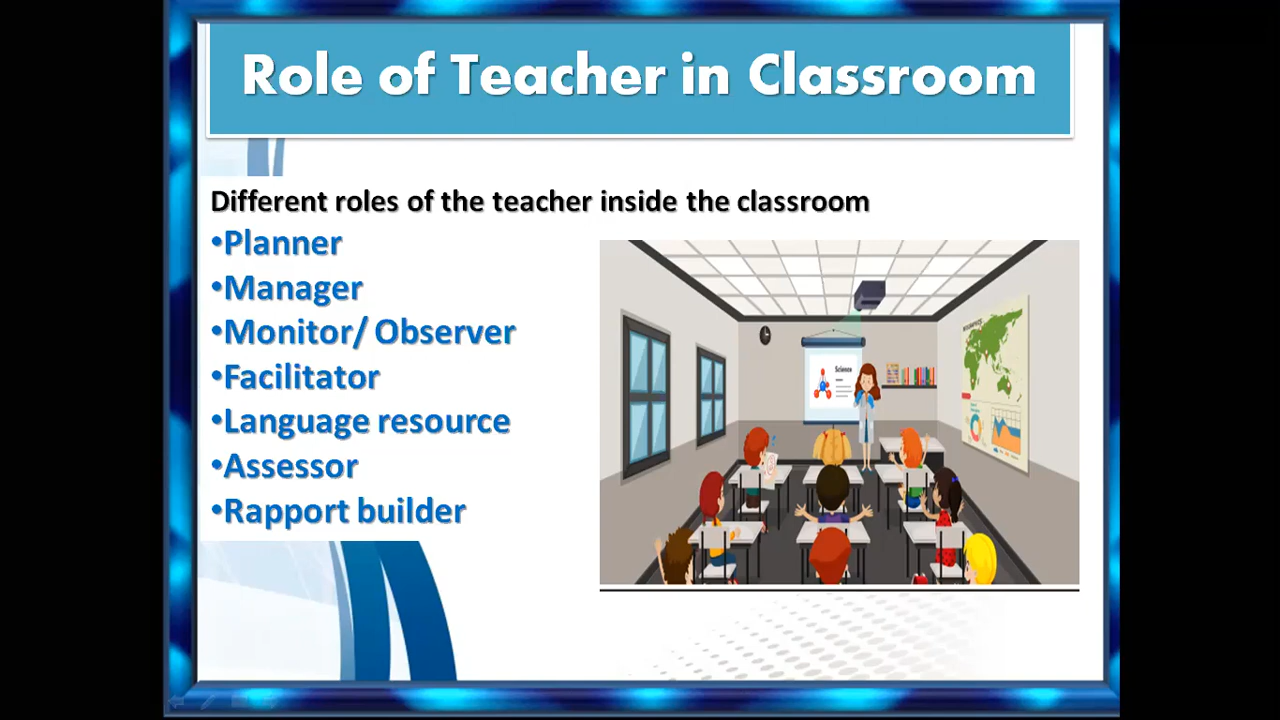 Role of Teacher in Classroom
Different roles of the teacher inside the classroom
•Planner
•Manager
•Monitor/ Observer
•Facilitator
•Language resource
•Assessor
•Rapport builder
Science